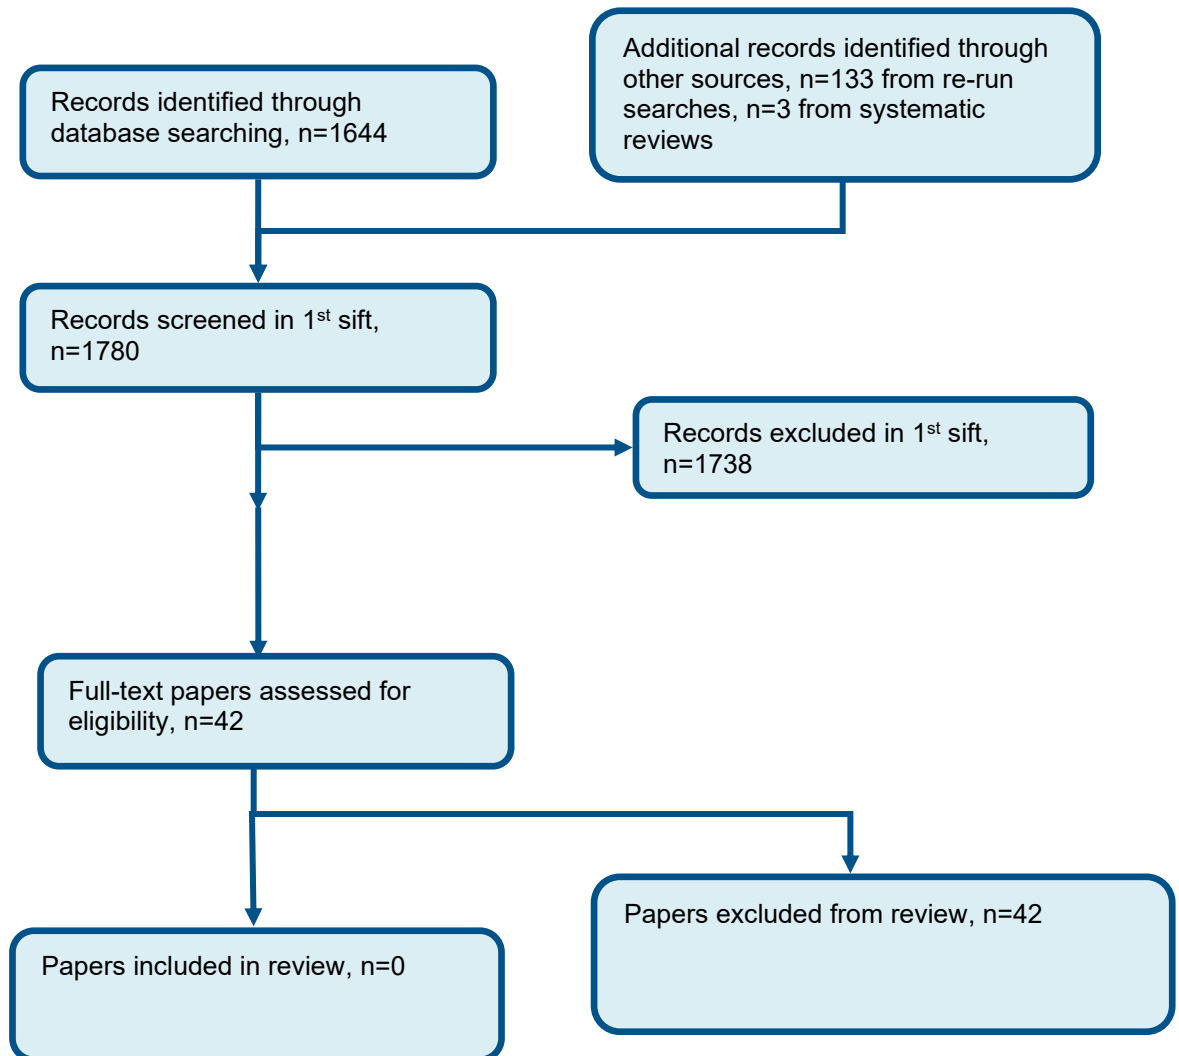 Records identified through
database searching, n=1644
Additional records identified through
other sources, n=133 from re-run
searches, n=3 from systematic
reviews
Records screened in 1st sift,
n=1780
Records excluded in 1st sift,
n=1738
Full-text papers assessed for
eligibility, n=42
Papers included in review, n=0
Papers excluded from review, n=42